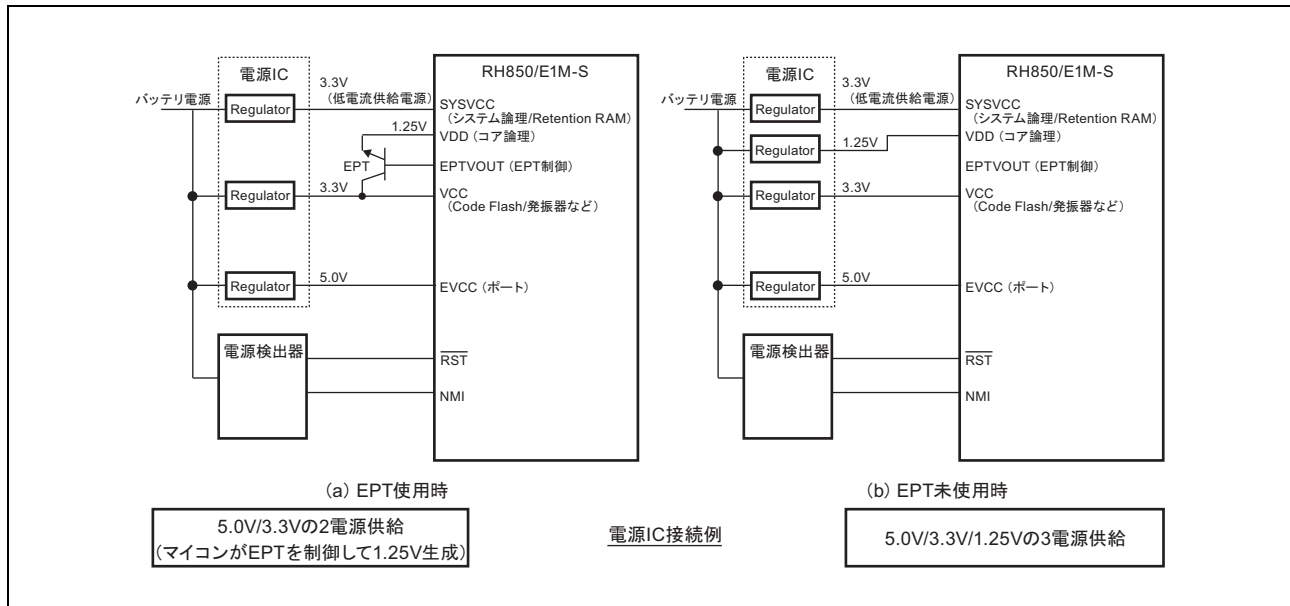 電源IC
バッテリ電源
Regulator
3.3V
(低電流供給電源)
RH850/E1M-S
SYSVCC
(システム論理/Retention RAM)
1.25V
VDD (コア論理)
EPT
EPTVOUT (EPT制御)
Regulator
3.3V
VCC
(Code Flash/発振器など)
Regulator
5.0V
EVCC (ポート)
電源検出器
RST
NMI
(a) EPT使用時
5.0V/3.3Vの2電源供給
(マイコンがEPTを制御して1.25V生成)
電源IC接続例
電源IC
バッテリ電源
Regulator
3.3V
(低電流供給電源)
RH850/E1M-S
SYSVCC
(システム論理/Retention RAM)
VDD (コア論理)
Regulator
1.25V
EPTVOUT (EPT制御)
Regulator
3.3V
VCC
(Code Flash/発振器など)
Regulator
5.0V
EVCC (ポート)
電源検出器
RST
NMI
(b) EPT未使用時
5.0V/3.3V/1.25Vの3電源供給